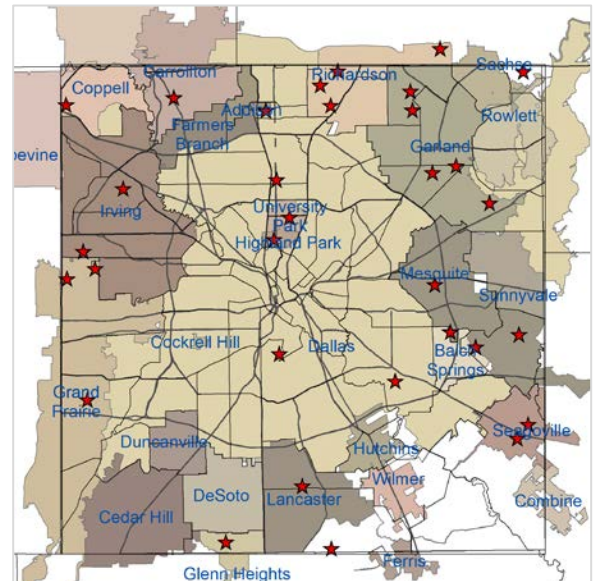 Sachse
Carrollton
Richardson
Coppell
Addison
Rowlett
Farmers
Branch
Garland
evine
Irving
University
Park
Highland Park
Mesquite
Sunnyvale
Cockrell Hill
Dallas
Balch
Springs
Grand
Prairie
Seagoville
Duncanville
Hutchins
Wilmer
DeSoto
Lancaster
Combine
Cedar Hill
Ferris
Glenn Heights